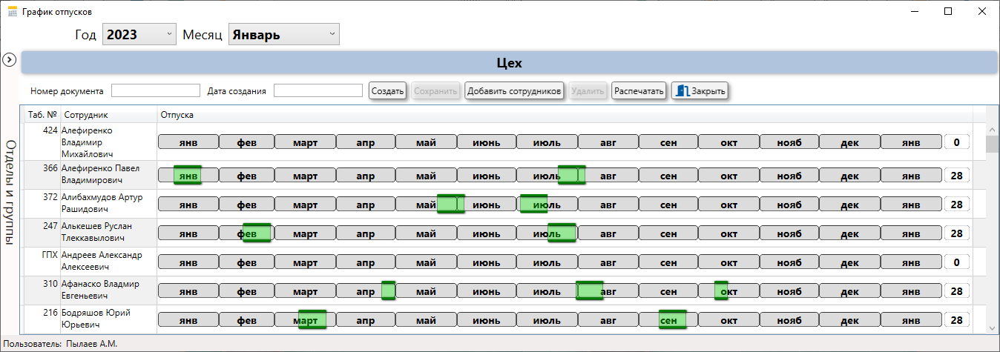 График отпусков
Год 2023 Месяц Январь
Цех
Номер документа Дата создания Создать Сохранить Добавить сотрудников Удалить Распечатать Закрыть
Отделы и группы
Таб. № Сотрудник Отпуска
424 Алефиренко
Владимир
Михайлович
янв фев март апр май июнь июль авг сен окт нояб дек янв 0
366 Алефиренко Павел
Владимирович
янв фев март апр май июнь июль авг сен окт нояб дек янв 28
372 Алибахмудов Артур
Рашидович
янв фев март апр май июнь июль авг сен окт нояб дек янв 28
247 Алькешев Руслан
Тлеккавылович
янв фев март апр май июнь июль авг сен окт нояб дек янв 28
ГПХ Андреев Александр
Алексеевич
янв фев март апр май июнь июль авг сен окт нояб дек янв 0
310 Афанаско Владмир
Евгеньевич
янв фев март апр май июнь июль авг сен окт нояб дек янв 28
216 Бодряшов Юрий
Юрьевич
янв фев март апр май июнь июль авг сен окт нояб дек янв 28
Пользователь: Пылаев А.М.